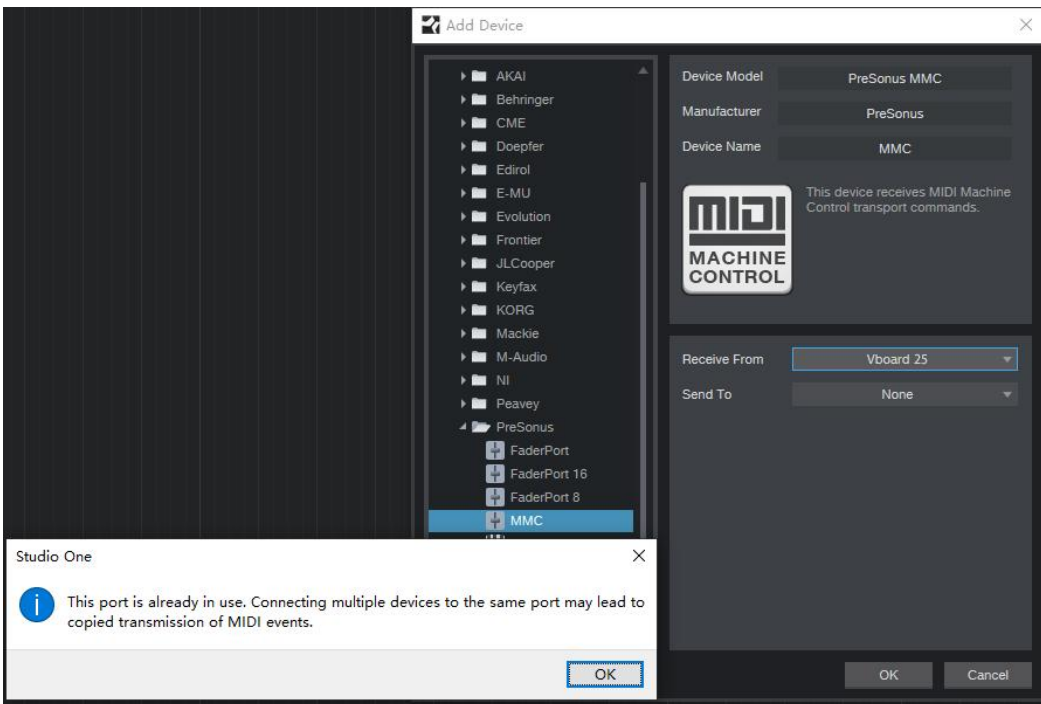 Add Device
AKAI
Behringer
CME
Doepfer
Edirol
E-MU
Evolution
Frontier
JLCooper
Keyfax
KORG
Mackie
M-Audio
NI
Peavey
PreSonus
FaderPort
FaderPort 16
FaderPort 8
MMC
Device Model PreSonus MMC
Manufacturer PreSonus
Device Name MMC
MIDI
MACHINE
CONTROL
This device receives MIDI Machine
Control transport commands.
Receive From Vboard 25
Send To None
OK Cancel
Studio One
This port is already in use. Connecting multiple devices to the same port may lead to
copied transmission of MIDI events.
OK